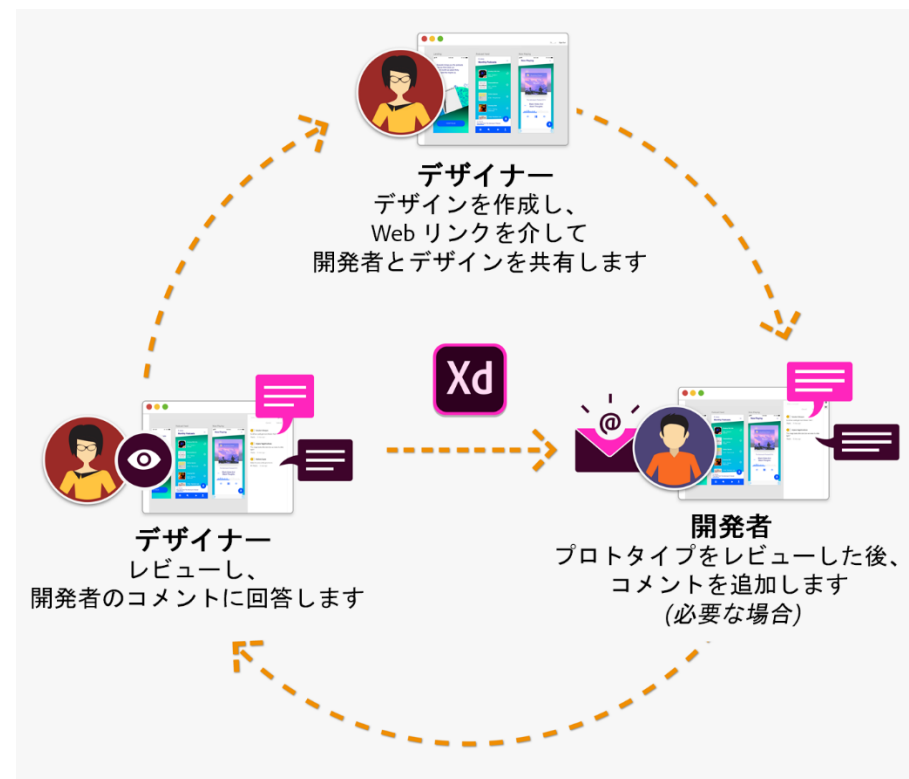 デザイナー
デザインを作成し、
Web リンクを介して
開発者とデザインを共有します
Xd
@
デザイナー
レビューし、
開発者のコメントに回答します
開発者
プロトタイプをレビューした後、
コメントを追加します
(必要な場合)